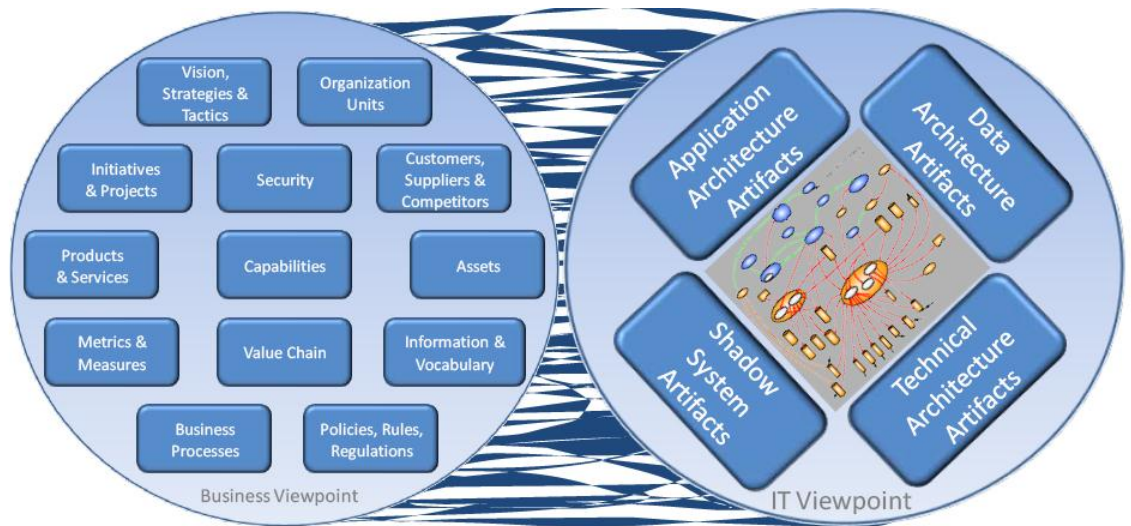 Vision,
Strategies &
Tactics
Organization
Units
Initiatives
& Projects
Security
Customers,
Suppliers &
Competitors
Products
& Services
Capabilities
Assets
Metrics &
Measures
Value Chain
Information &
Vocabulary
Business
Processes
Policies, Rules,
Regulations
Business Viewpoint
Application
Architecture
Artifacts
Data
Architecture
Artifacts
Shadow
System
Artifacts
Technical
Architecture
Artifacts
IT Viewpoint